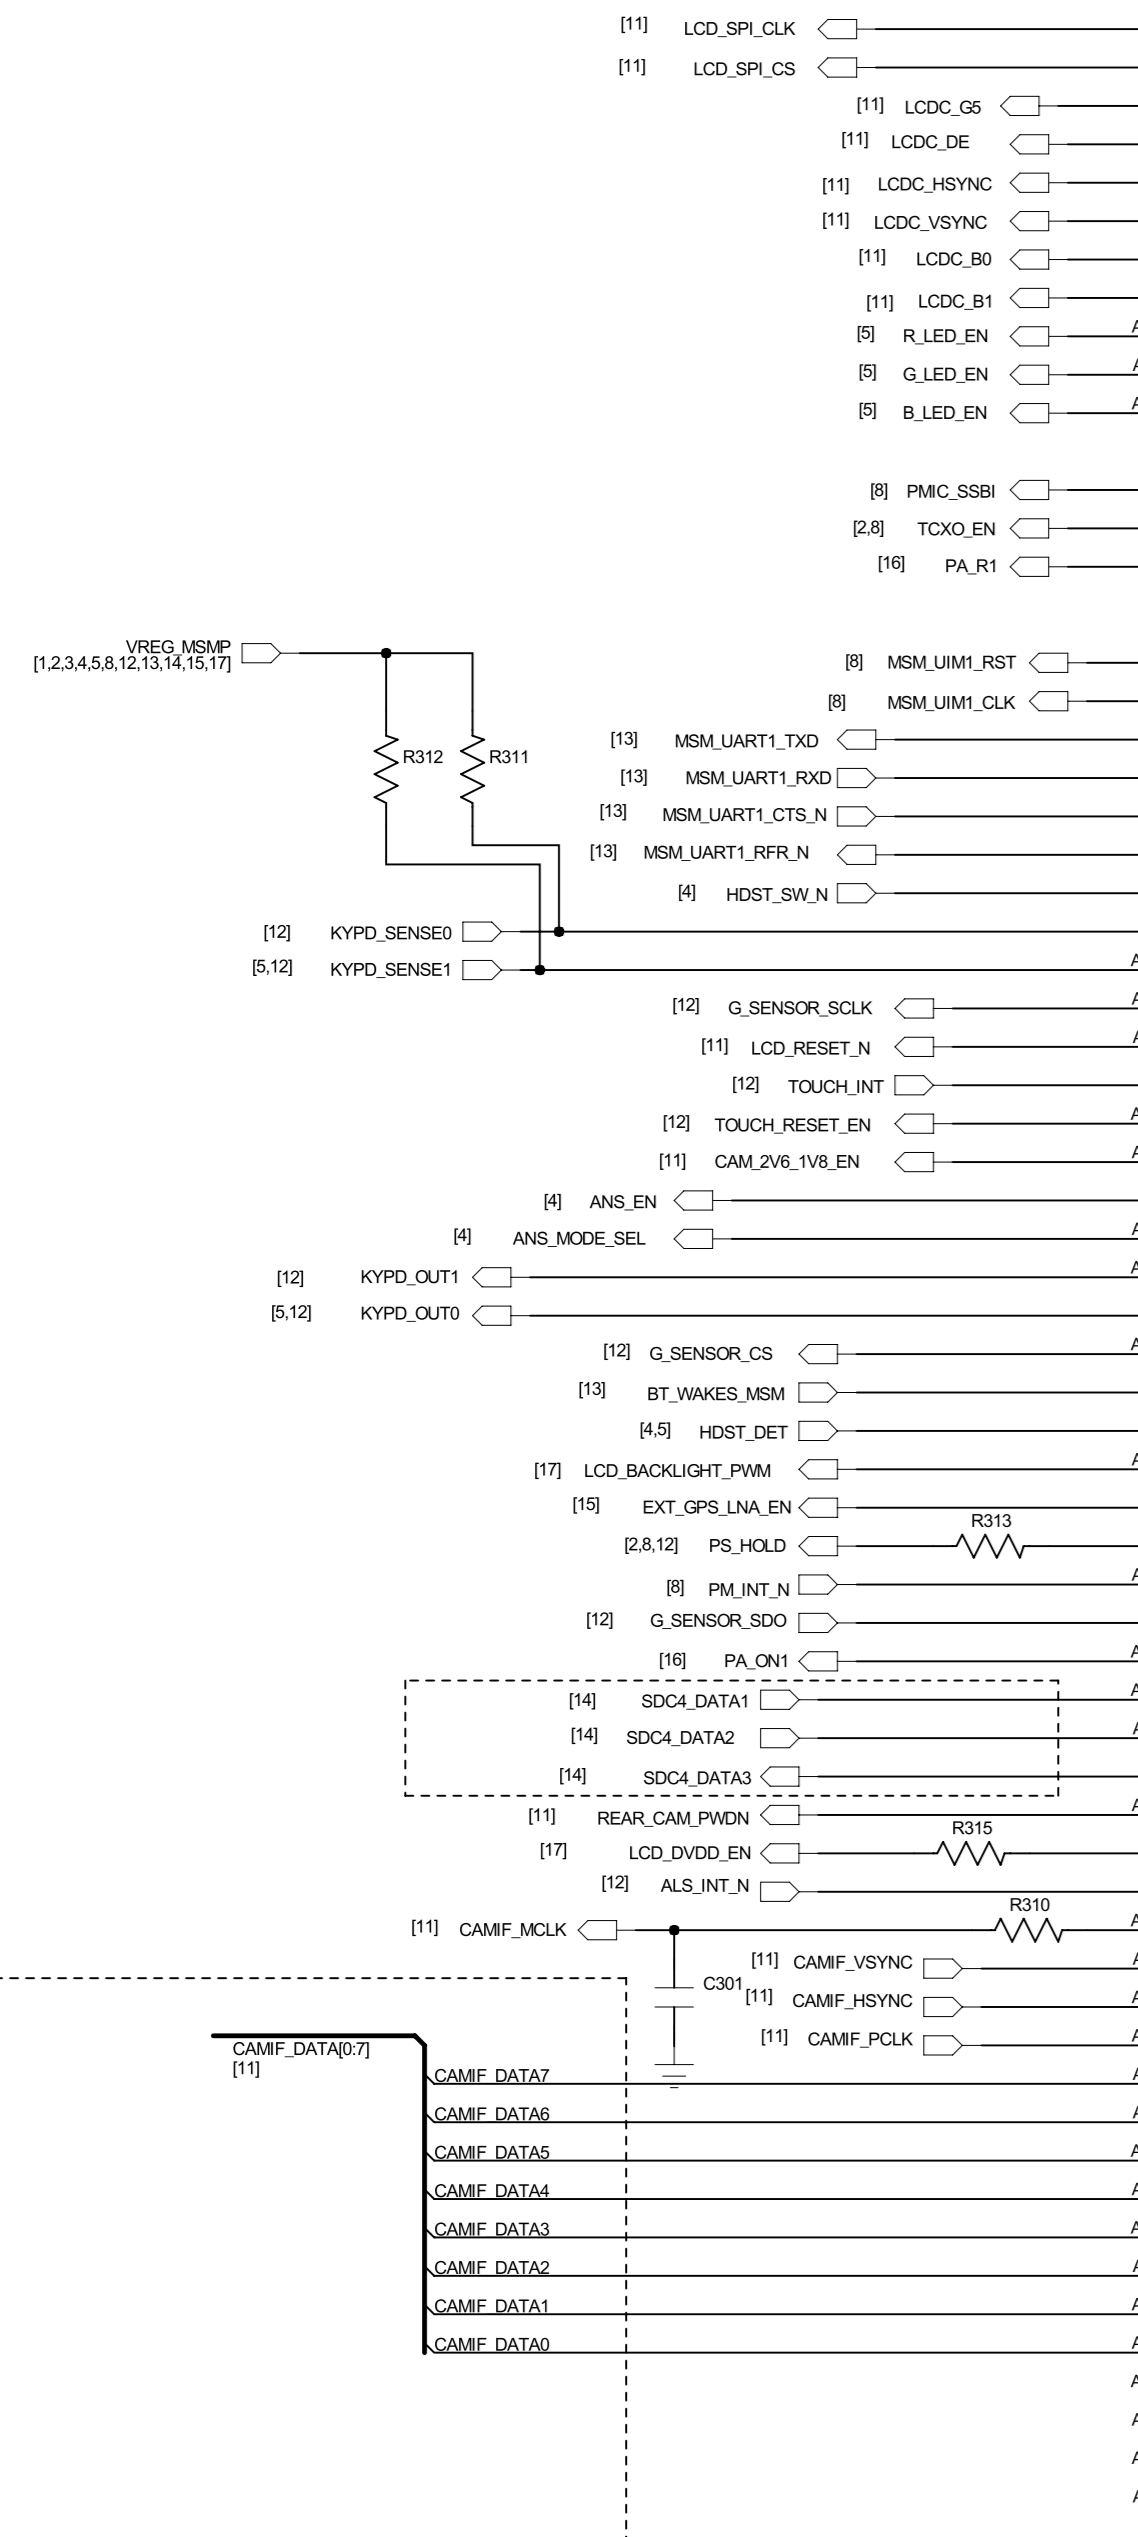 [11] LCD_SPI_CLK
[11] LCD_SPI_CS
[11] LCDC_G5
[11] LCDC_DE
[11] LCDC_HSYNC
[11] LCDC_VSYNC
[11] LCDC_B0
[11] LCDC_B1
[5] R_LED_EN
[5] G_LED_EN
[5] B_LED_EN
[8] PMIC_SSBI
[2,8] TCXO_EN
[16] PA_R1
VREG_MSMP
[1,2,3,4,5,8,12,13,14,15,17]
[8] MSM_UIM1_RST
[8] MSM_UIM1_CLK
[13] MSM_UART1_TXD
R312 R311
[13] MSM_UART1_RXD
[13] MSM_UART1_CTS_N
[13] MSM_UART1_RFR_N
[4] HDST_SW_N
[12] KYPD_SENSE0
[5,12] KYPD_SENSE1
[12] G_SENSOR_SCLK
[11] LCD_RESET_N
[12] TOUCH_INT
[12] TOUCH_RESET_EN
[11] CAM_2V6_1V8_EN
[4] ANS_EN
[4] ANS_MODE_SEL
[12] KYPD_OUT1
[5,12] KYPD_OUT0
[12] G_SENSOR_CS
[13] BT_WAKES_MSM
[4,5] HDST_DET
[17] LCD_BACKLIGHT_PWM
[15] EXT_GPS_LNA_EN
R313
[2,8,12] PS_HOLD
[8] PM_INT_N
[12] G_SENSOR_SDO
[16] PA_ON1
[14] SDC4_DATA1
[14] SDC4_DATA2
[14] SDC4_DATA3
[11] REAR_CAM_PWDN
R315
[17] LCD_DVDD_EN
[12] ALS_INT_N
R310
[11] CAMIF_MCLK
[11] CAMIF_VSYNC
C301
[11] CAMIF_HSYNC
[11] CAMIF_PCLK
CAMIF_DATA[0:7]
[11]
CAMIF_DATA7
CAMIF_DATA6
CAMIF_DATA5
CAMIF_DATA4
CAMIF_DATA3
CAMIF_DATA2
CAMIF_DATA1
CAMIF_DATA0